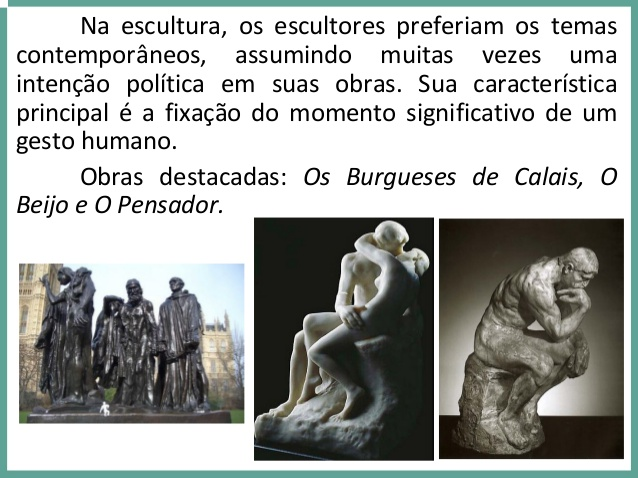 Na escultura, os escultores preferiam os temas
contemporâneos, assumindo muitas vezes uma
intenção política em suas obras. Sua característica
principal é a fixação do momento significativo de um
gesto humano.
Obras destacadas: Os Burgueses de Calais, O
Beijo e O Pensador.